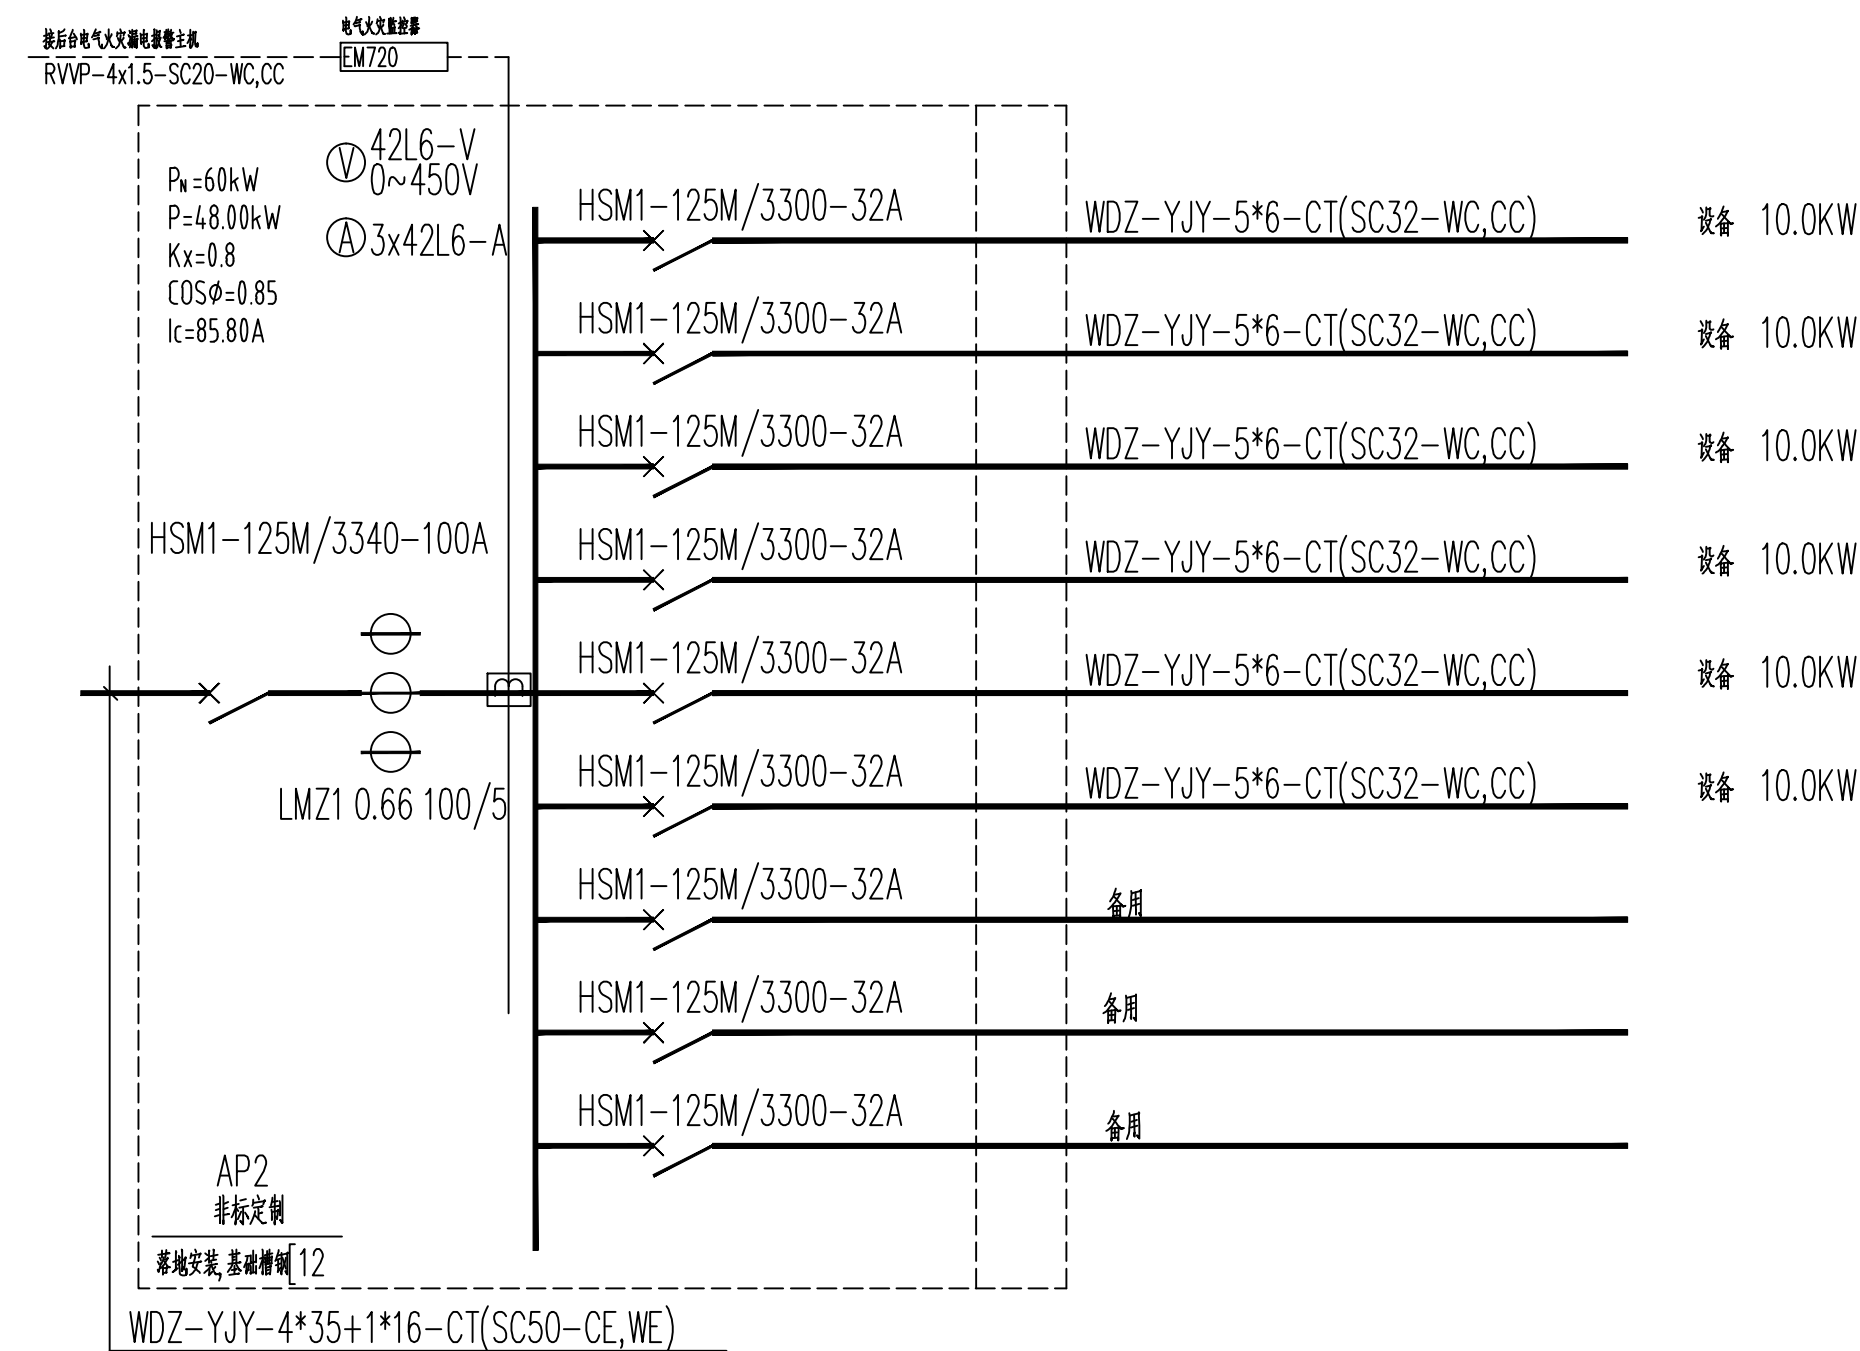 接后台电气火灾漏电报警主机
电气火灾监控器
EM720
RVVP-4x1.5-SC20-WC,CC
PN=60kW
P=48.00kW
Kx=0.8
COSø=0.85
Ic=85.80A
V
42L6-V
0~450V
A
3x42L6-A
HSM1-125M/3300-32A
WDZ-YJY-5*6-CT(SC32-WC,CC)
设备 10.0KW
HSM1-125M/3300-32A
WDZ-YJY-5*6-CT(SC32-WC,CC)
设备 10.0KW
HSM1-125M/3300-32A
WDZ-YJY-5*6-CT(SC32-WC,CC)
设备 10.0KW
HSM1-125M/3340-100A
HSM1-125M/3300-32A
WDZ-YJY-5*6-CT(SC32-WC,CC)
设备 10.0KW
HSM1-125M/3300-32A
WDZ-YJY-5*6-CT(SC32-WC,CC)
设备 10.0KW
LMZ1 0.66 100/5
HSM1-125M/3300-32A
WDZ-YJY-5*6-CT(SC32-WC,CC)
设备 10.0KW
HSM1-125M/3300-32A
备用
HSM1-125M/3300-32A
备用
HSM1-125M/3300-32A
备用
AP2
非标定制
落地安装,基础槽钢[12
WDZ-YJY-4*35+1*16-CT(SC50-CE,WE)